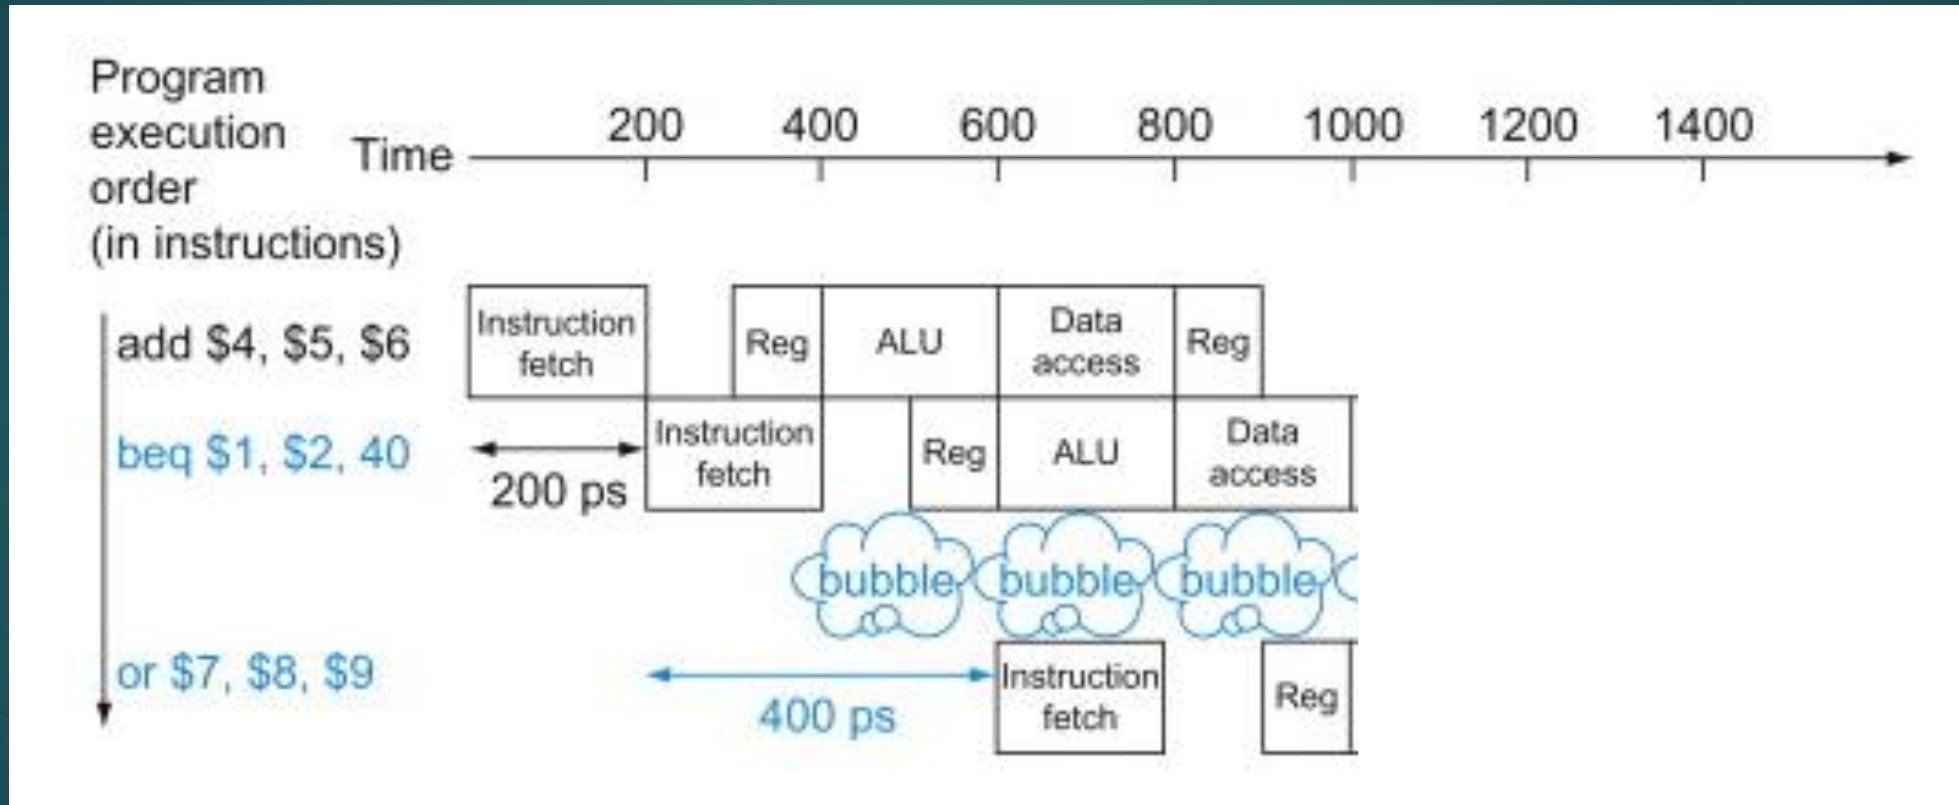 Program
execution
order
(in instructions)
Time
200 400 600 800 1000 1200 1400
add $4, $5, $6
Instruction
fetch
Reg
ALU
Data
access
Reg
beq $1, $2, 40
200 ps
Instruction
fetch
Reg
ALU
Data
access
bubble bubble bubble
or $7, $8, $9
400 ps
Instruction
fetch
Reg